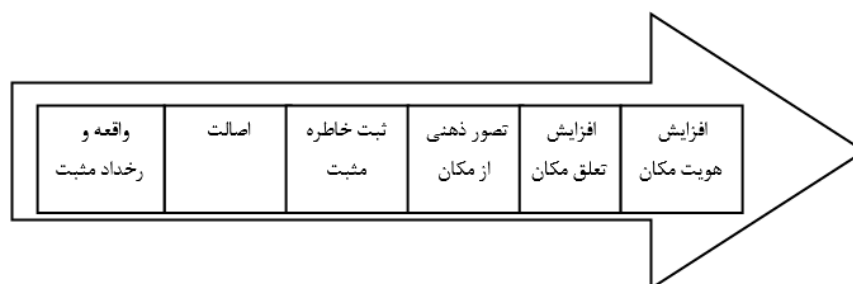 واقعه و
رخداد مثبت
اصالت
ثبت خاطره
مثبت
تصور ذهنی
از مکان
افزایش
تعلق مکان
افزایش
هویت مکان